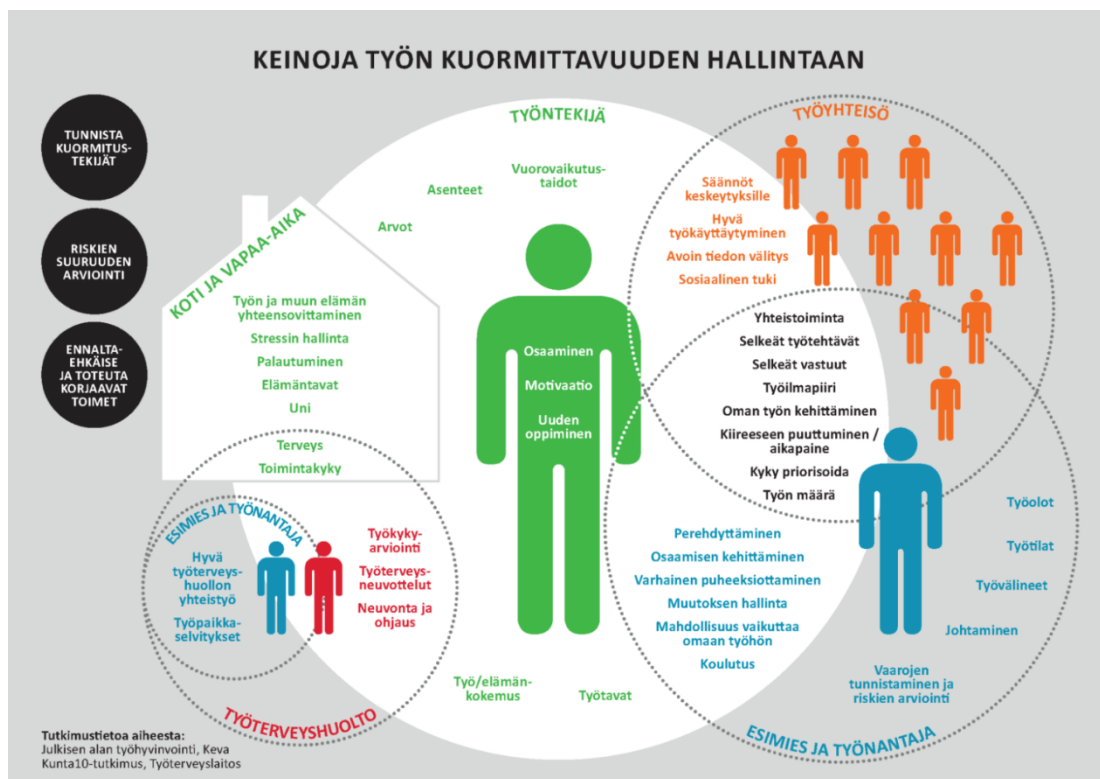 KEINOJA TYÖN KUORMITTAVUUDEN HALLINTAAN
TUNNISTA
KUORMITUS-
TEKIJÄT
RISKIEN
SUURUUDEN
ARVIOINTI
ENNALTA-
EHKÄISE
JA TOTEUTA
KORJAAVAT
TOIMET
TYÖNTEKIJÄ
Vuorovaikutus-
taidot
Asenteet
Arvot
KOTI JA VAPAA-AIKA
Työn ja muun elämän
yhteensovittaminen
Stressin hallinta
Palautuminen
Elämäntavat
Uni
Terveys
Toimintakyky
Osaaminen
Motivaatio
Uuden
oppiminen
TYÖYHTEISÖ
Säännöt
keskeytyksille
Hyvä
työkäyttäytyminen
Avoin tiedon välitys
Sosiaalinen tuki
Yhteistoiminta
Selkeät työtehtävät
Selkeät vastuut
Työilmapiiri
Oman työn kehittäminen
Kiireeseen puuttuminen /
aikapaine
Kyky priorisoida
Työn määrä
ESIMIES JA TYÖNANTAJA
Hyvä
työterveys-
huollon
yhteistyö
Työpaikka-
selvitykset
Työkyky-
arviointi
Työterveys-
neuvottelut
Neuvonta ja
ohjaus
TYÖTERVEYSHUOLTO
Työ/elämän-
kokemus
Työtavat
Perehdyttäminen
Osaamisen kehittäminen
Varhainen puheeksiottaminen
Muutoksen hallinta
Mahdollisuus vaikuttaa
omaan työhön
Koulutus
Työolot
Työtilat
Työvälineet
Johtaminen
Vaarojen
tunnistaminen ja
riskien arviointi
ESIMIES JA TYÖNANTAJA
Tutkimustietoa aiheesta:
Julkisen alan työhyvinvointi, Keva
Kunta10-tutkimus, Työterveyslaitos